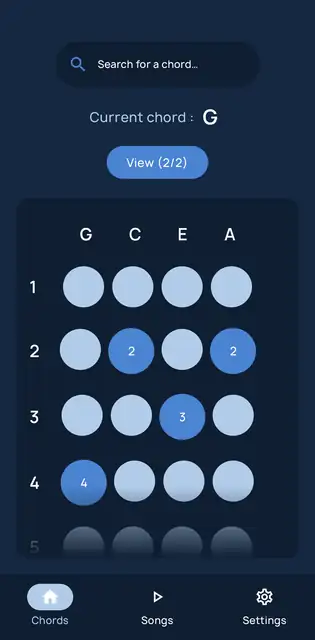 Search for a chord...
Current chord : G
View (2/2)
G C E A
1
2 2 2
3 3
4 4
5
Chords Songs Settings